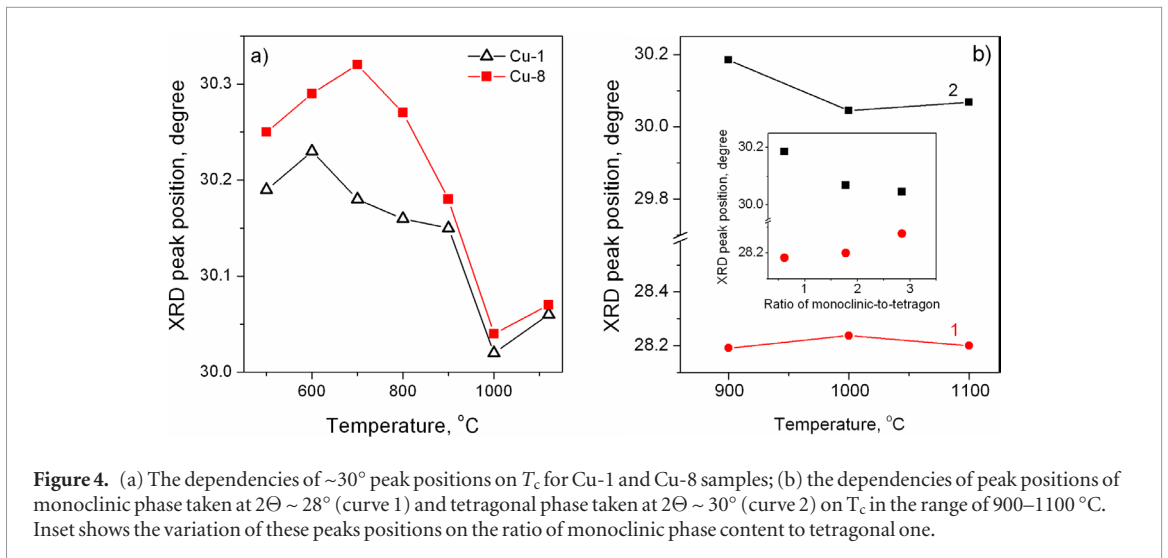 a)
Cu-1
Cu-8
30.3
30.2
30.1
30.0
XRD peak position, degree
600
800
1000
Temperature, °C
b)
30.2
30.0
29.8
28.4
28.2
XRD peak position, degree
2
1
30.2
30.0
28.2
XRD peak position, degree
1
2
3
Ratio of monoclinic-to-tetragon
900
1000
1100
Temperature, °C
Figure 4. (a) The dependencies of ~30° peak positions on Tc for Cu-1 and Cu-8 samples; (b) the dependencies of peak positions of
monoclinic phase taken at 2Θ ~ 28° (curve 1) and tetragonal phase taken at 2Θ ~ 30° (curve 2) on Tc in the range of 900–1100 °C.
Inset shows the variation of these peaks positions on the ratio of monoclinic phase content to tetragonal one.